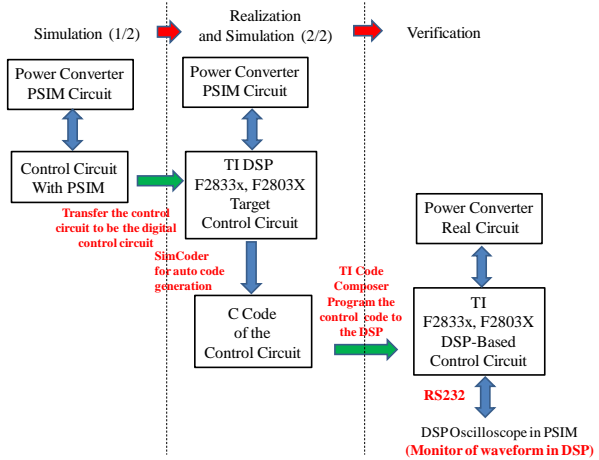 Simulation (1/2)
Realization
and Simulation (2/2)
Verification
Power Converter
PSIM Circuit
Power Converter
PSIM Circuit
Control Circuit
With PSIM
TI DSP
F2833x, F2803X
Target
Control Circuit
Transfer the control
circuit to be the digital
control circuit
SimCoder
for auto code
generation
Power Converter
Real Circuit
TI Code
Composer
Program the
control code to
the DSP
C Code
of the
Control Circuit
TI
F2833x, F2803X
DSP-Based
Control Circuit
RS232
DSP Oscilloscope in PSIM
(Monitor of waveform in DSP)